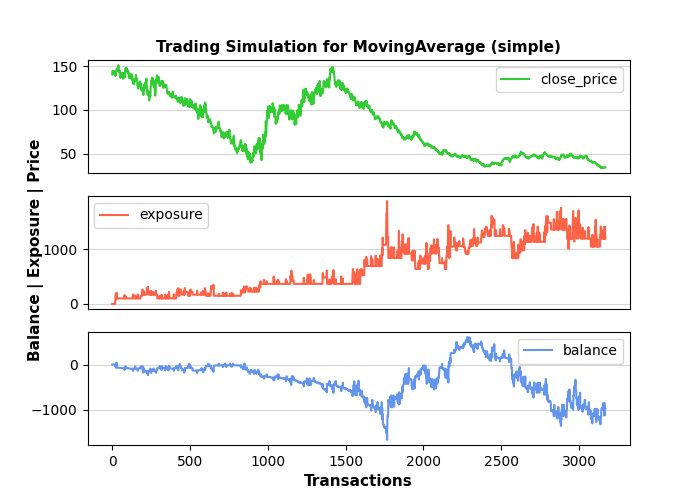 Trading Simulation for MovingAverage (simple)
150
100
50
close_price
1000
0
exposure
0
−1000
balance
Balance | Exposure | Price
0 500 1000 1500 2000 2500 3000
Transactions